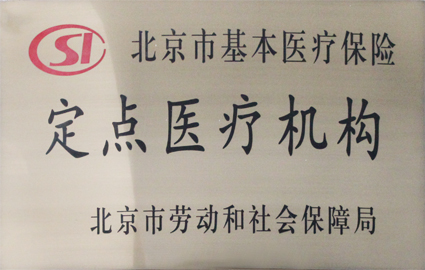 CSI 北京市基本医疗保险
定点医疗机构
北京市劳动和社会保障局